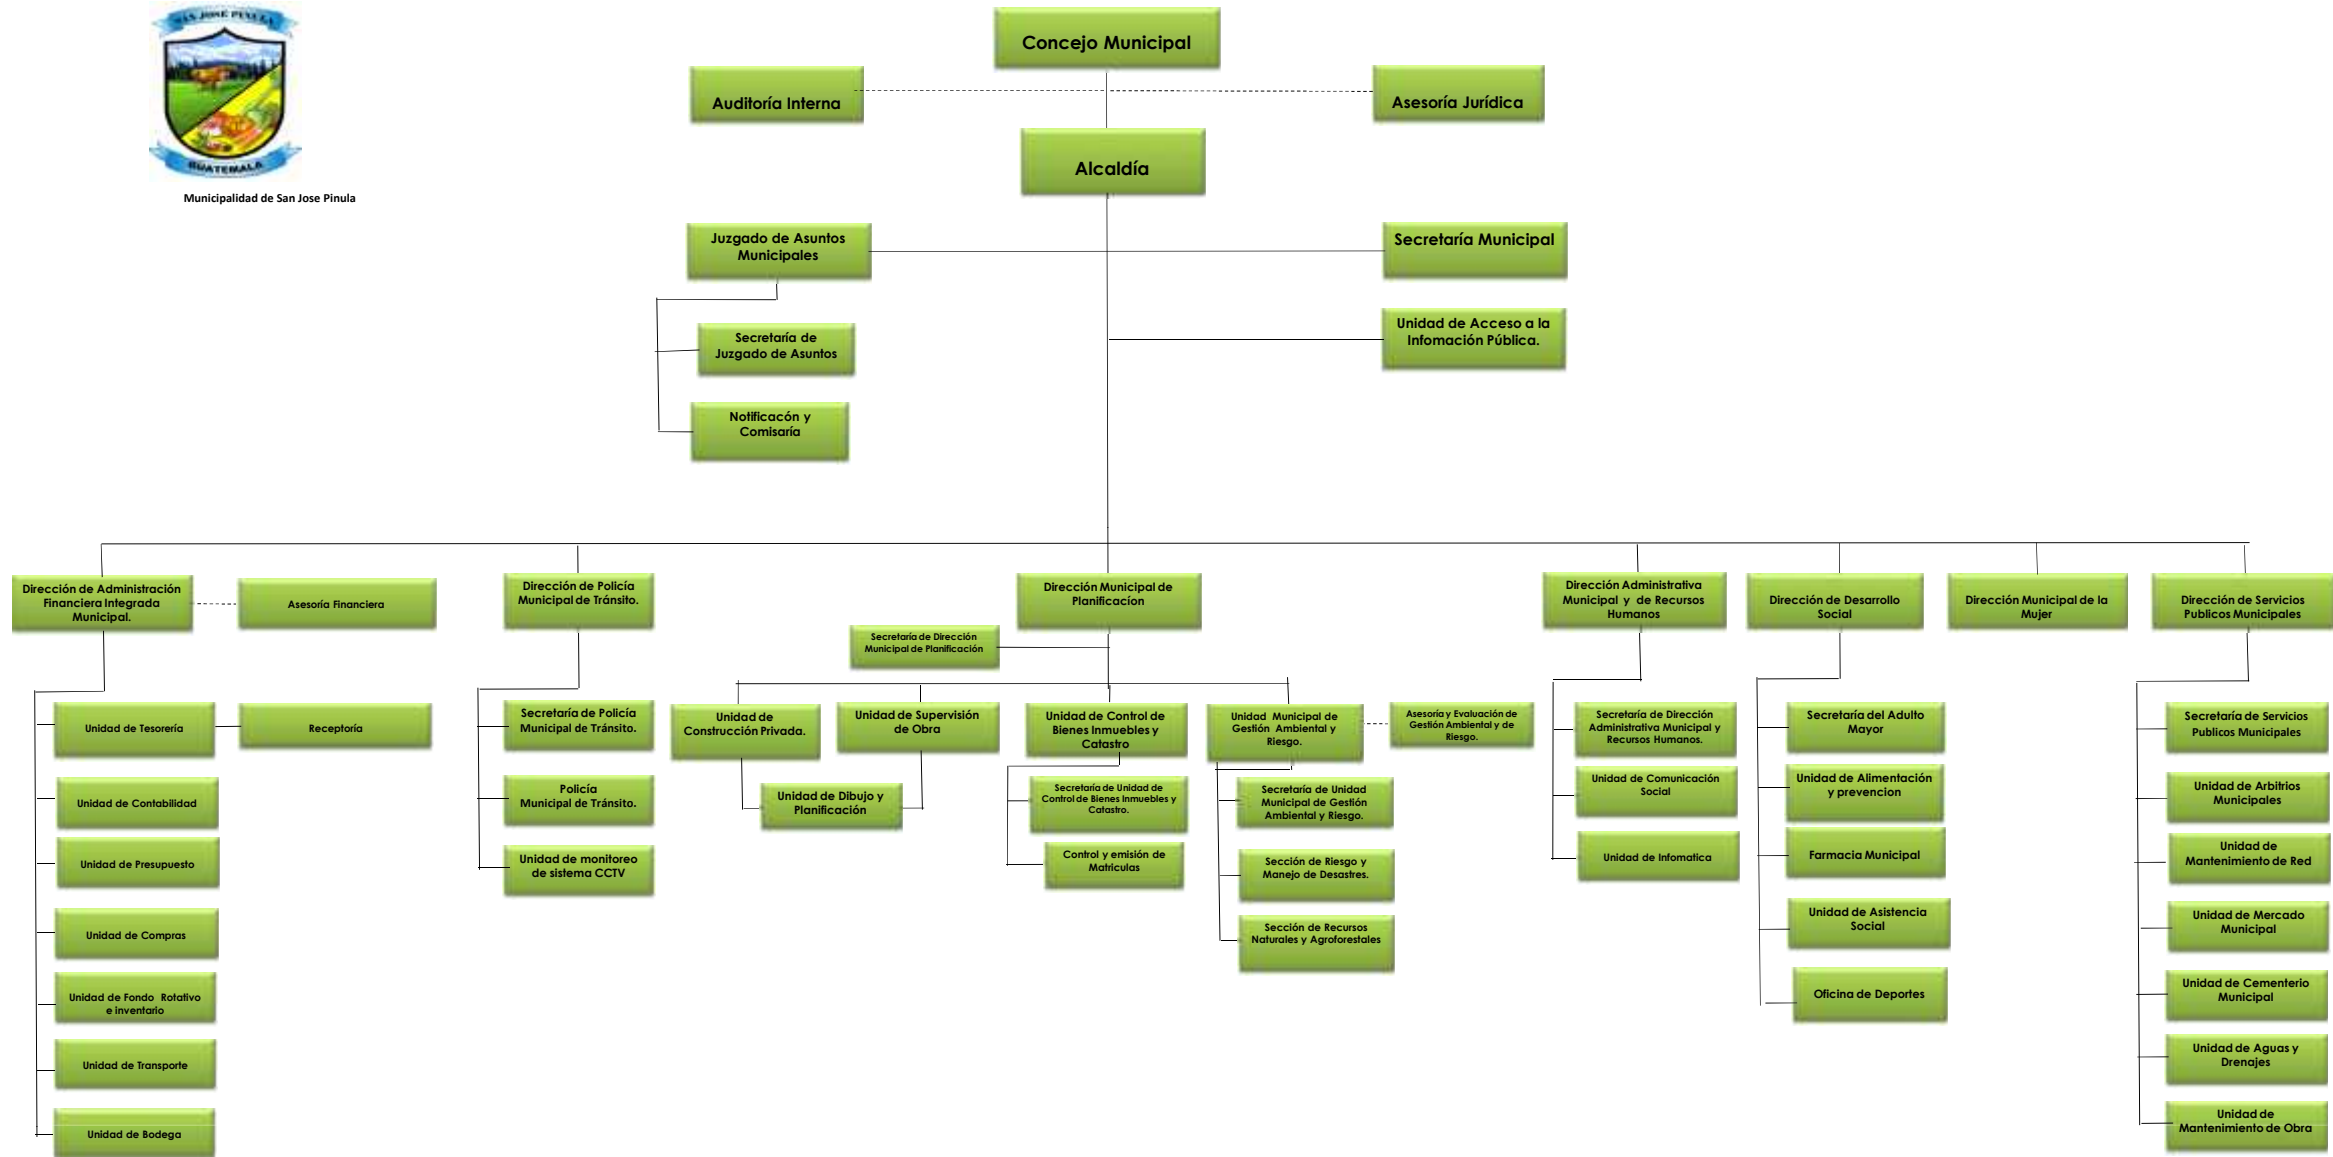 SAN JOSE PINULA
GUATEMALA
Municipalidad de San Jose Pinula
Concejo Municipal
Auditoría Interna
Asesoría Jurídica
Alcaldía
Juzgado de Asuntos
Municipales
Secretaría Municipal
Secretaría de
Juzgado de Asuntos
Unidad de Acceso a la
Infomación Pública.
Notificacón y
Comisaría
Dirección de Administración
Financiera Integrada
Municipal.
Asesoría Financiera
Dirección de Policía
Municipal de Tránsito.
Dirección Municipal de
Planificacíon
Secretaría de Dirección
Municipal de Planificación
Dirección Administrativa
Municipal y de Recursos
Humanos
Dirección de Desarrollo
Social
Dirección Municipal de la
Mujer
Dirección de Servicios
Publicos Municipales
Unidad de Tesorería
Receptoría
Unidad de Contabilidad
Unidad de Presupuesto
Unidad de Compras
Unidad de Fondo Rotativo
e inventario
Unidad de Transporte
Unidad de Bodega
Secretaría de Policía
Municipal de Tránsito.
Policía
Municipal de Tránsito.
Unidad de monitoreo
de sistema CCTV
Unidad de
Construcción Privada.
Unidad de Supervisión
de Obra
Unidad de Dibujo y
Planificación
Unidad de Control de
Bienes Inmuebles y
Catastro
Secretaría de Unidad de
Control de Bienes Inmuebles y
Catastro.
Control y emisión de
Matriculas
Unidad Municipal de
Gestión Ambiental y
Riesgo.
Asesoría y Evaluación de
Gestión Ambiental y de
Riesgo.
Secretaría de Unidad
Municipal de Gestión
Ambiental y Riesgo.
Sección de Riesgo y
Manejo de Desastres.
Sección de Recursos
Naturales y Agroforestales
Secretaría de Dirección
Administrativa Municipal y
Recursos Humanos.
Unidad de Comunicación
Social
Unidad de Infomatica
Secretaría del Adulto
Mayor
Unidad de Alimentación
y prevencion
Farmacia Municipal
Unidad de Asistencia
Social
Oficina de Deportes
Secretaría de Servicios
Publicos Municipales
Unidad de Arbitrios
Municipales
Unidad de
Mantenimiento de Red
Unidad de Mercado
Municipal
Unidad de Cementerio
Municipal
Unidad de Aguas y
Drenajes
Unidad de
Mantenimiento de Obra